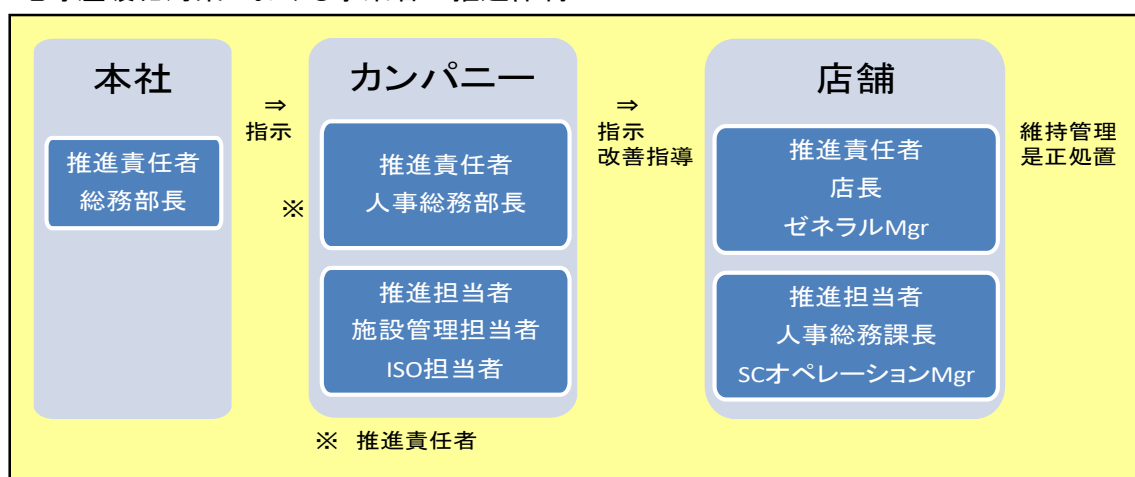 本社
推進責任者
総務部長
⇒
指示
※
カンパニー
推進責任者
人事総務部長
推進担当者
施設管理担当者
ISO担当者
⇒
指示
改善指導
店舗
推進責任者
店長
ゼネラルMgr
推進担当者
人事総務課長
SCオペレーションMgr
維持管理
是正処置
※ 推進責任者